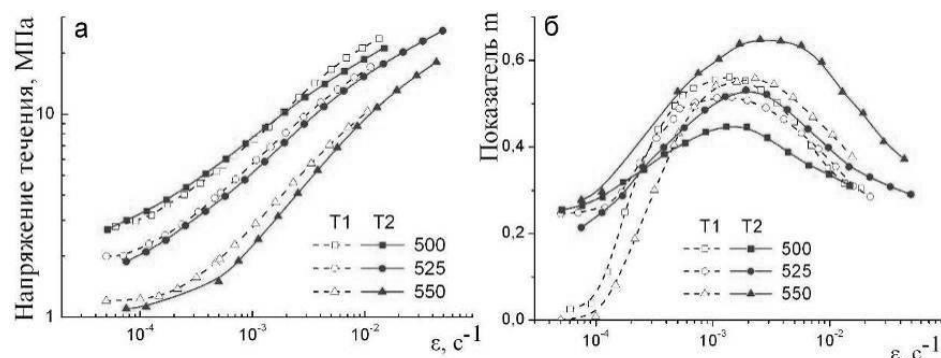 а
Напряжение течения, МПа
10
1
10⁻⁴
10⁻³
10⁻²
ε, с⁻¹
T1 T2
500
525
550
б
Показатель m
0,6
0,4
0,2
0,0
10⁻⁴
10⁻³
10⁻²
ε, с⁻¹
T1 T2
500
525
550